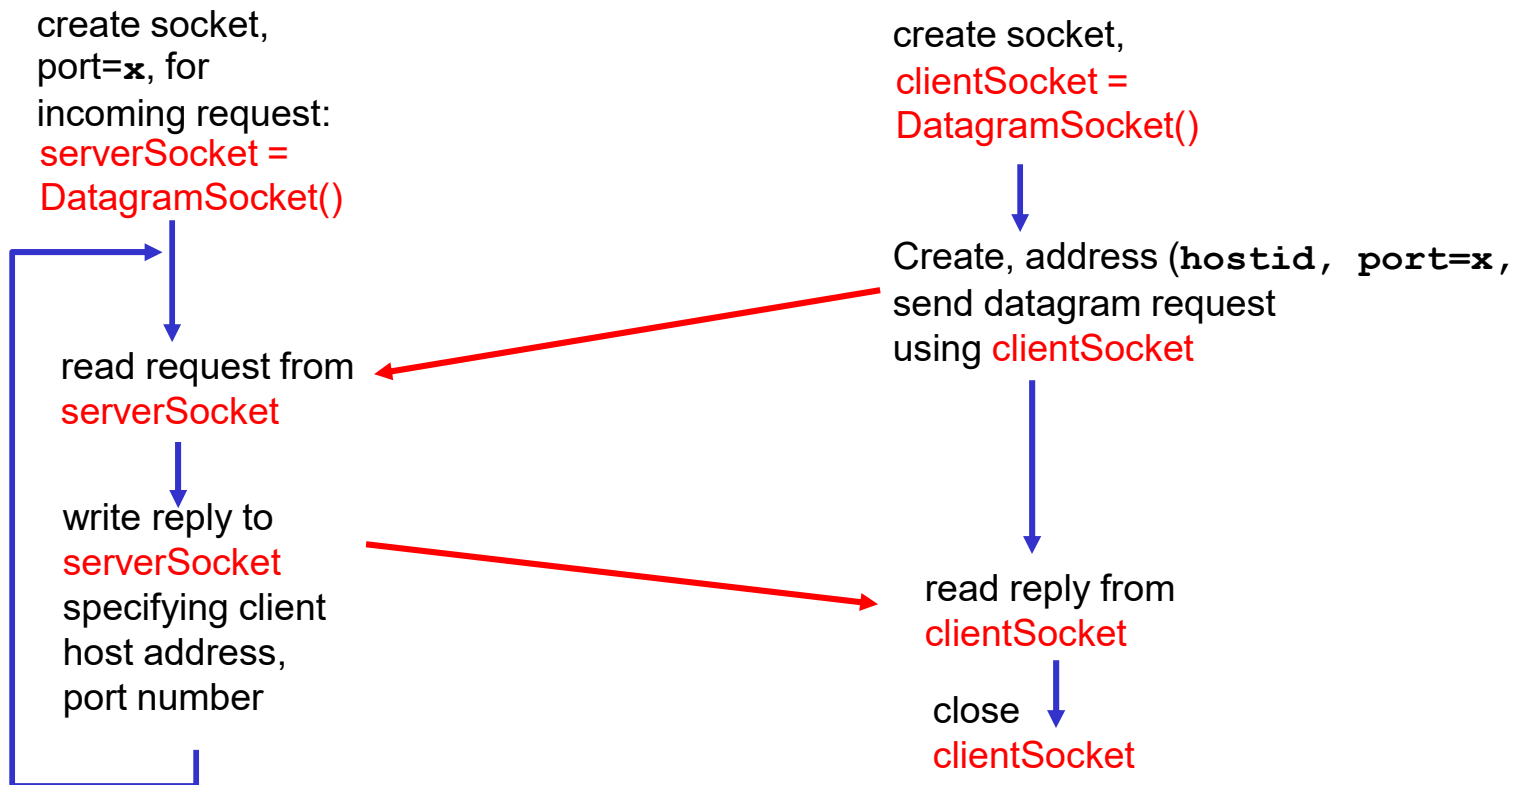 create socket,
port=x, for
incoming request:
serverSocket =
DatagramSocket()
read request from
serverSocket
write reply to
serverSocket
specifying client
host address,
port number
create socket,
clientSocket =
DatagramSocket()
Create, address (hostid, port=x,
send datagram request
using clientSocket
read reply from
clientSocket
close
clientSocket